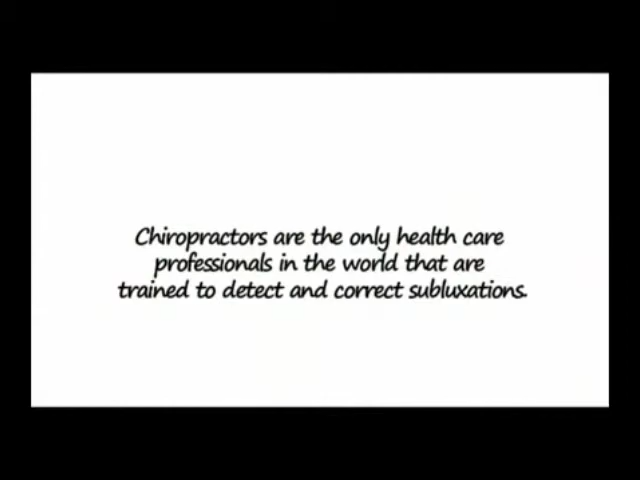 Chiropractors are the only health care
professionals in the world that are
trained to detect and correct subluxations.